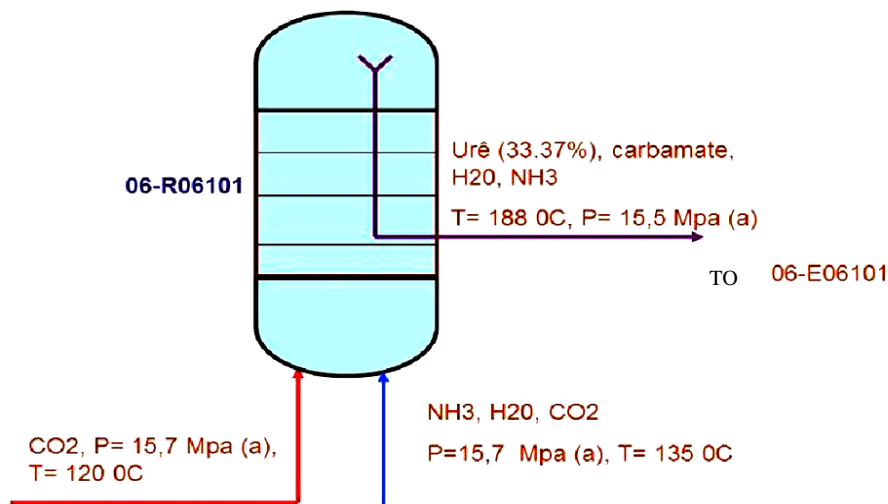 Urê (33.37%), carbamate,
H20, NH3
06-R06101
T= 188 0C, P= 15,5 Mpa (a)
TO 06-E06101
NH3, H20, CO2
P=15,7 Mpa (a), T= 135 0C
CO2, P= 15,7 Mpa (a),
T= 120 0C